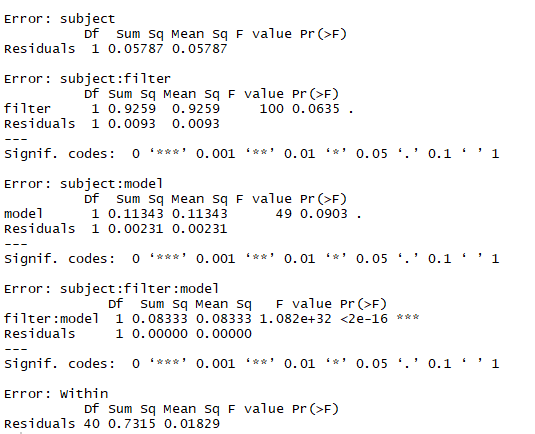 Error: subject
Df Sum Sq Mean Sq F value Pr(>F)
Residuals 1 0.05787 0.05787
Error: subject:filter
Df Sum Sq Mean Sq F value Pr(>F)
filter 1 0.9259 0.9259 100 0.0635 .
Residuals 1 0.0093 0.0093
---
Signif. codes: 0 ‘***’ 0.001 ‘**’ 0.01 ‘*’ 0.05 ‘.’ 0.1 ‘ ’ 1
Error: subject:model
Df Sum Sq Mean Sq F value Pr(>F)
model 1 0.11343 0.11343 49 0.0903 .
Residuals 1 0.00231 0.00231
---
Signif. codes: 0 ‘***’ 0.001 ‘**’ 0.01 ‘*’ 0.05 ‘.’ 0.1 ‘ ’ 1
Error: subject:filter:model
Df Sum Sq Mean Sq F value Pr(>F)
filter:model 1 0.08333 0.08333 1.082e+32 <2e-16 ***
Residuals 1 0.00000 0.00000
---
Signif. codes: 0 ‘***’ 0.001 ‘**’ 0.01 ‘*’ 0.05 ‘.’ 0.1 ‘ ’ 1
Error: Within
Df Sum Sq Mean Sq F value Pr(>F)
Residuals 40 0.7315 0.01829